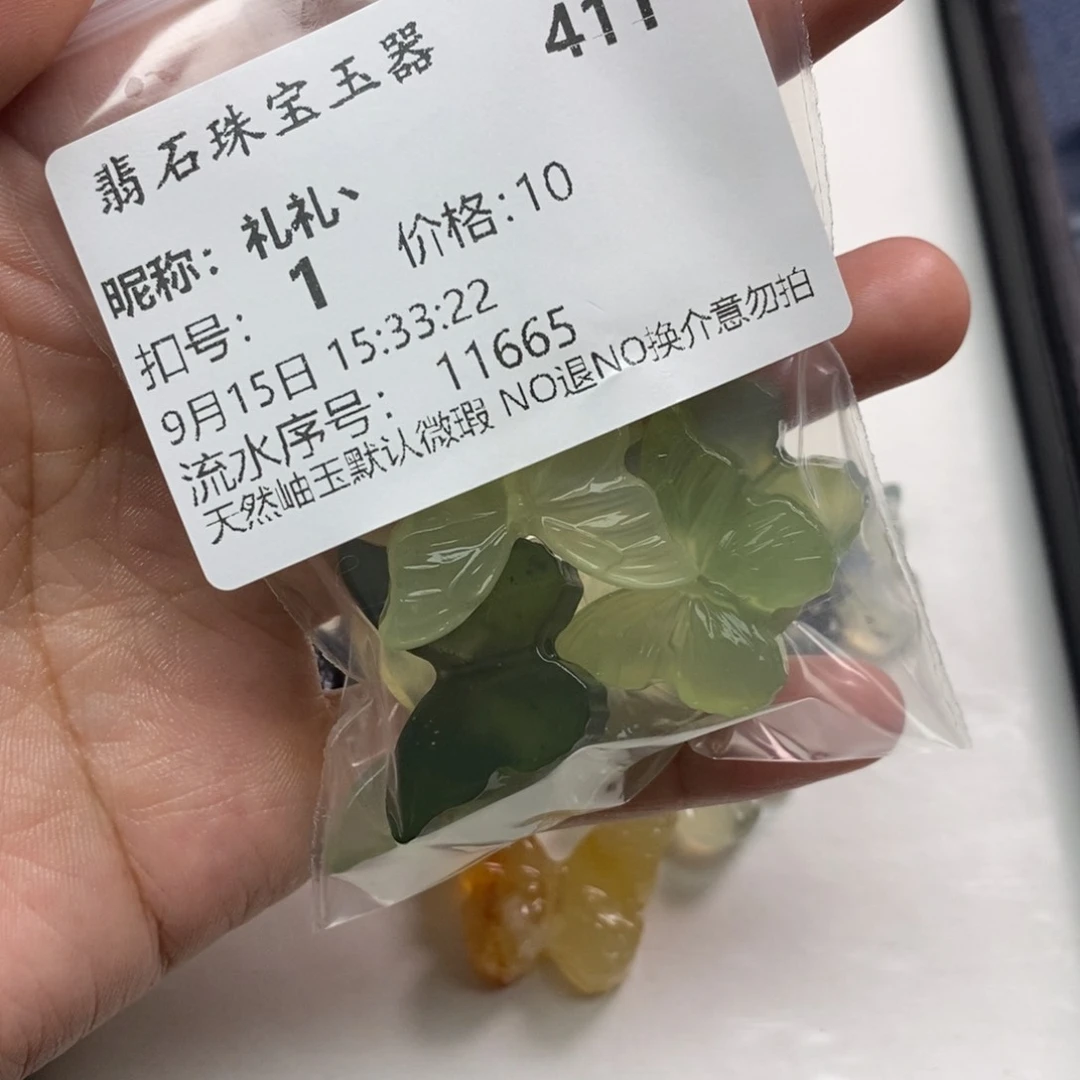 翡石珠宝玉器 411
昵称：礼礼、
扣号：1 价格：10
9月15日 15:33:22
流水序号： 11665
天然岫玉默认微瑕 NO退NO换介意勿拍